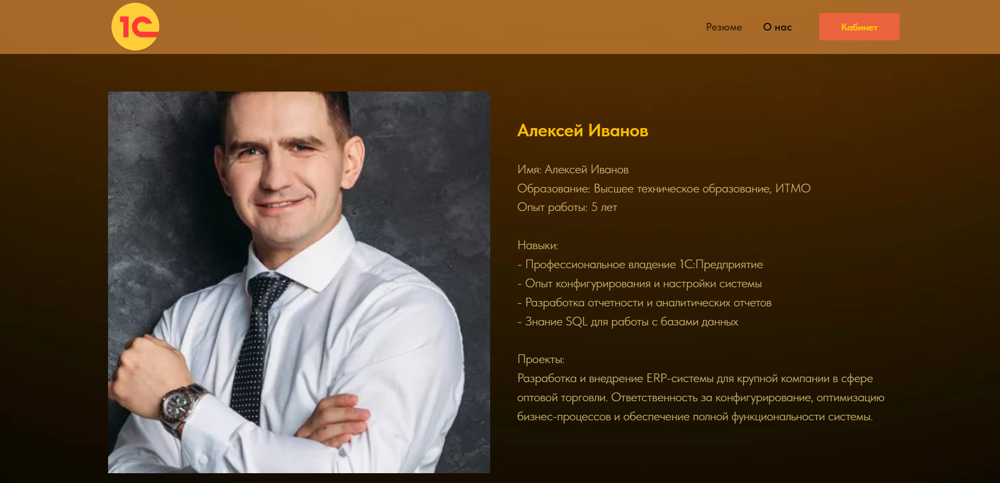 1С
Резюме
О нас
Кабинет
Алексей Иванов
Имя: Алексей Иванов
Образование: Высшее техническое образование, ИТМО
Опыт работы: 5 лет
Навыки:
- Профессиональное владение 1С:Предприятие
- Опыт конфигурирования и настройки системы
- Разработка отчетности и аналитических отчетов
- Знание SQL для работы с базами данных
Проекты:
Разработка и внедрение ERP-системы для крупной компании в сфере
оптовой торговли. Ответственность за конфигурирование, оптимизацию
бизнес-процессов и обеспечение полной функциональности системы.